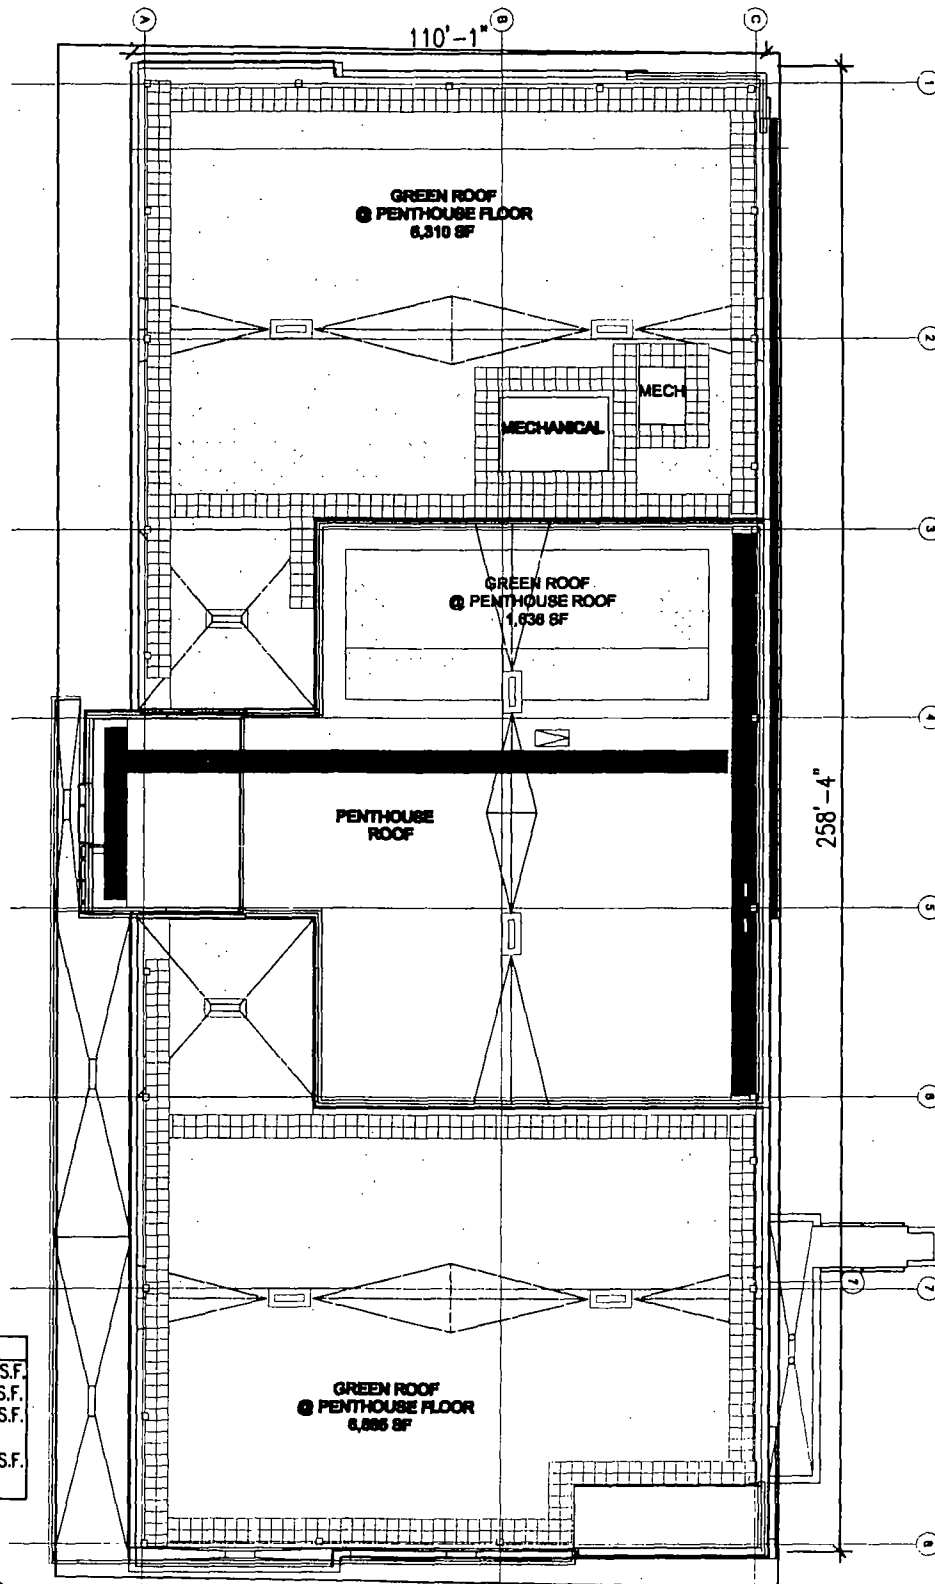 A
B
C
110'-1"
1
GREEN ROOF
@ PENTHOUSE FLOOR
6,310 SF
2
MECH
MECHANICAL
3
GREEN ROOF
@ PENTHOUSE ROOF
1,636 SF
4
258'-4"
PENTHOUSE
ROOF
5
6
7
7
GREEN ROOF
@ PENTHOUSE FLOOR
S.F.
S.F.
S.F.
S.F.
8